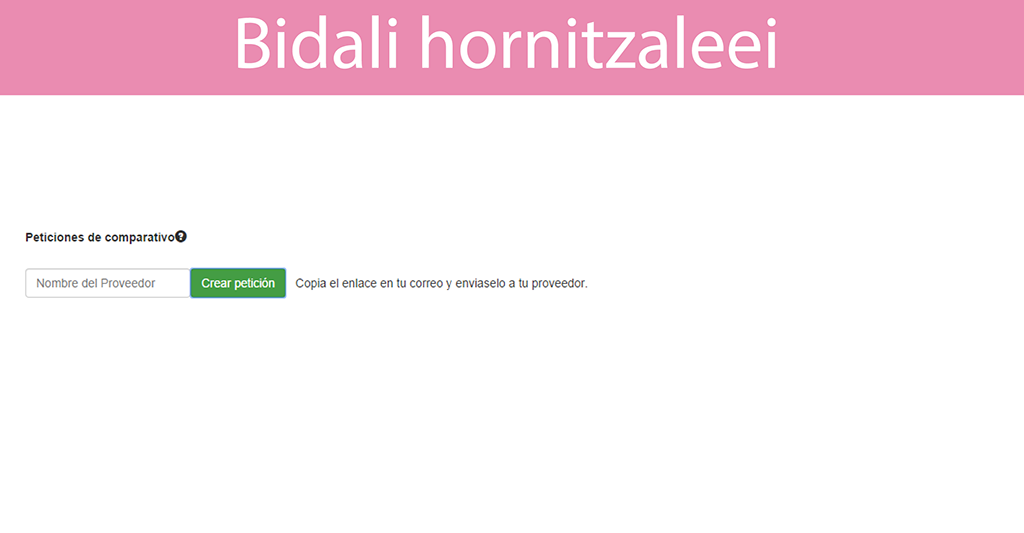 Bidali hornitzaleei
Peticiones de comparativo
Nombre del Proveedor Crear petición Copia el enlace en tu correo y enviaselo a tu proveedor.